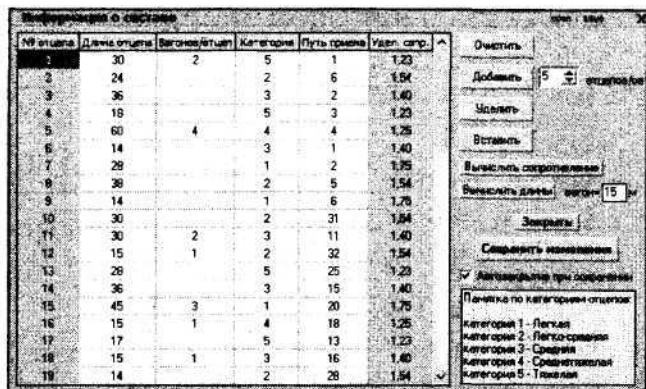 Информация о составе
№ отцепа Длина отцепа Вагонов/отцеп Категория Путь приема Удел. сопр.
1 30 2 5 1 1,23
2 24 2 6 1,54
3 36 3 2 1,40
4 18 5 3 1,23
5 60 4 4 4 1,25
6 14 3 1 1,40
7 28 1 2 1,75
8 38 2 5 1,54
9 14 1 6 1,75
10 30 2 31 1,54
11 30 2 3 11 1,40
12 15 1 2 32 1,54
13 28 5 25 1,23
14 36 3 15 1,40
15 45 3 1 20 1,75
16 15 1 4 18 1,25
17 17 5 13 1,23
18 15 1 3 16 1,40
19 14 2 28 1,54
Очистить
Добавить 5
Удалить
Вставить
Вычислить сопротивление
Вычислить длины вагон= 15 м
Закрыть
Сохранить изменения
Автозакрытие при сохранении
Памятка по категориям отцепов:
Категория 1 - Легкая
Категория 2 - Легко-средняя
Категория 3 - Средняя
Категория 4 - Среднетяжелая
Категория 5 - Тяжелая